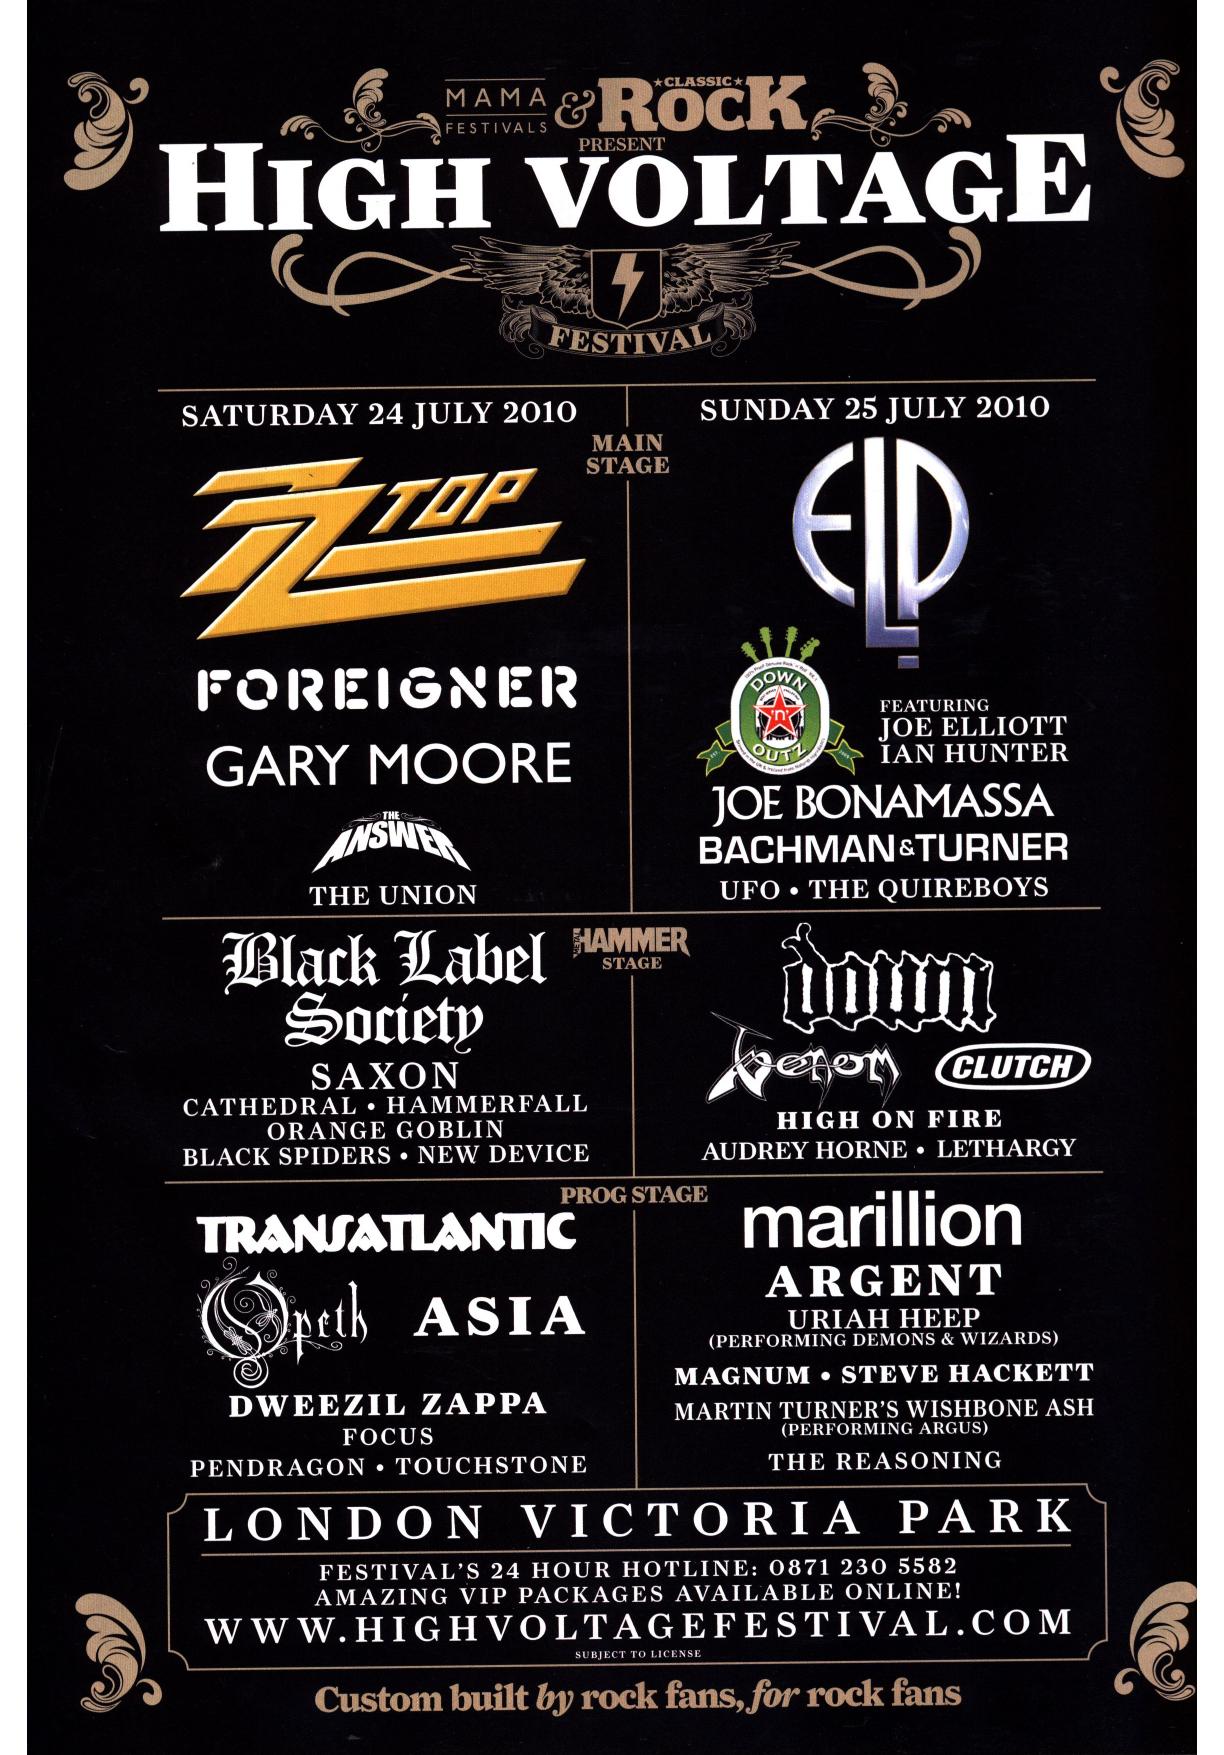 MAMA
FESTIVALS
& CLASSIC ROCK
PRESENT
HIGH VOLTAGE
FESTIVAL
SATURDAY 24 JULY 2010
MAIN
STAGE
ZZ TOP
FOREIGNER
GARY MOORE
THE
ANSWER
THE UNION
SUNDAY 25 JULY 2010
ELP
DOWN
'n'
OUTZ
FEATURING
JOE ELLIOTT
IAN HUNTER
JOE BONAMASSA
BACHMAN & TURNER
UFO • THE QUIREBOYS
METAL HAMMER
STAGE
Black Label
Society
SAXON
CATHEDRAL • HAMMERFALL
ORANGE GOBLIN
BLACK SPIDERS • NEW DEVICE
down
Venom
CLUTCH
HIGH ON FIRE
AUDREY HORNE • LETHARGY
PROG STAGE
TRANSATLANTIC
Opeth ASIA
DWEEZIL ZAPPA
FOCUS
PENDRAGON • TOUCHSTONE
marillion
ARGENT
URIAH HEEP
(PERFORMING DEMONS & WIZARDS)
MAGNUM • STEVE HACKETT
MARTIN TURNER'S WISHBONE ASH
(PERFORMING ARGUS)
THE REASONING
LONDON VICTORIA PARK
FESTIVAL'S 24 HOUR HOTLINE: 0871 230 5582
AMAZING VIP PACKAGES AVAILABLE ONLINE!
WWW.HIGHVOLTAGEFESTIVAL.COM
SUBJECT TO LICENSE
Custom built by rock fans, for rock fans